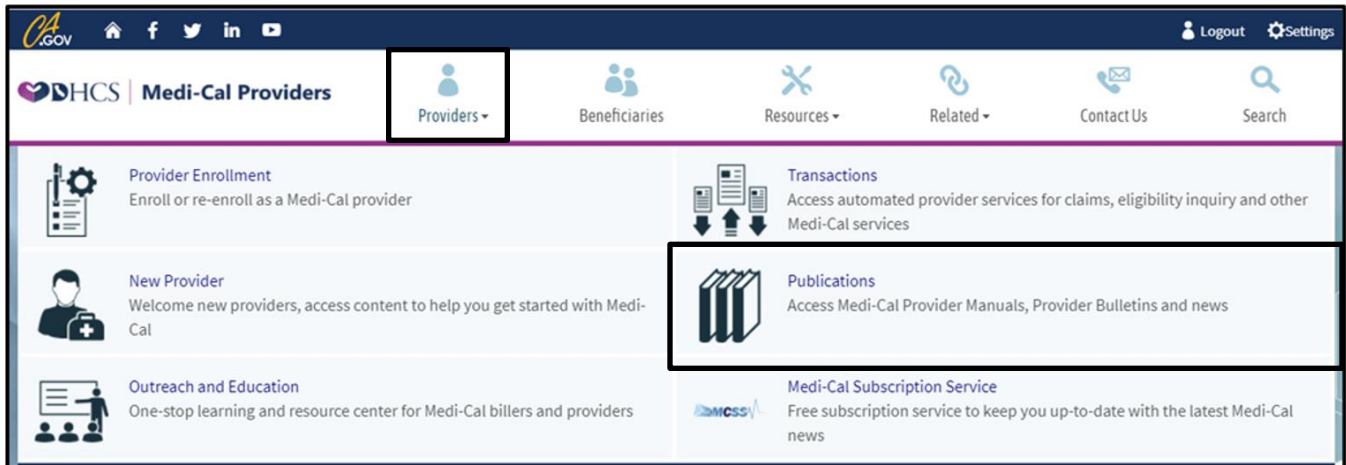 CA.GOV
Logout Settings
DHCS Medi-Cal Providers
Providers
Beneficiaries
Resources
Related
Contact Us
Search
Provider Enrollment
Enroll or re-enroll as a Medi-Cal provider
Transactions
Access automated provider services for claims, eligibility inquiry and other
Medi-Cal services
New Provider
Welcome new providers, access content to help you get started with Medi-
Cal
Publications
Access Medi-Cal Provider Manuals, Provider Bulletins and news
Outreach and Education
One-stop learning and resource center for Medi-Cal billers and providers
MCSS
Medi-Cal Subscription Service
Free subscription service to keep you up-to-date with the latest Medi-Cal
news